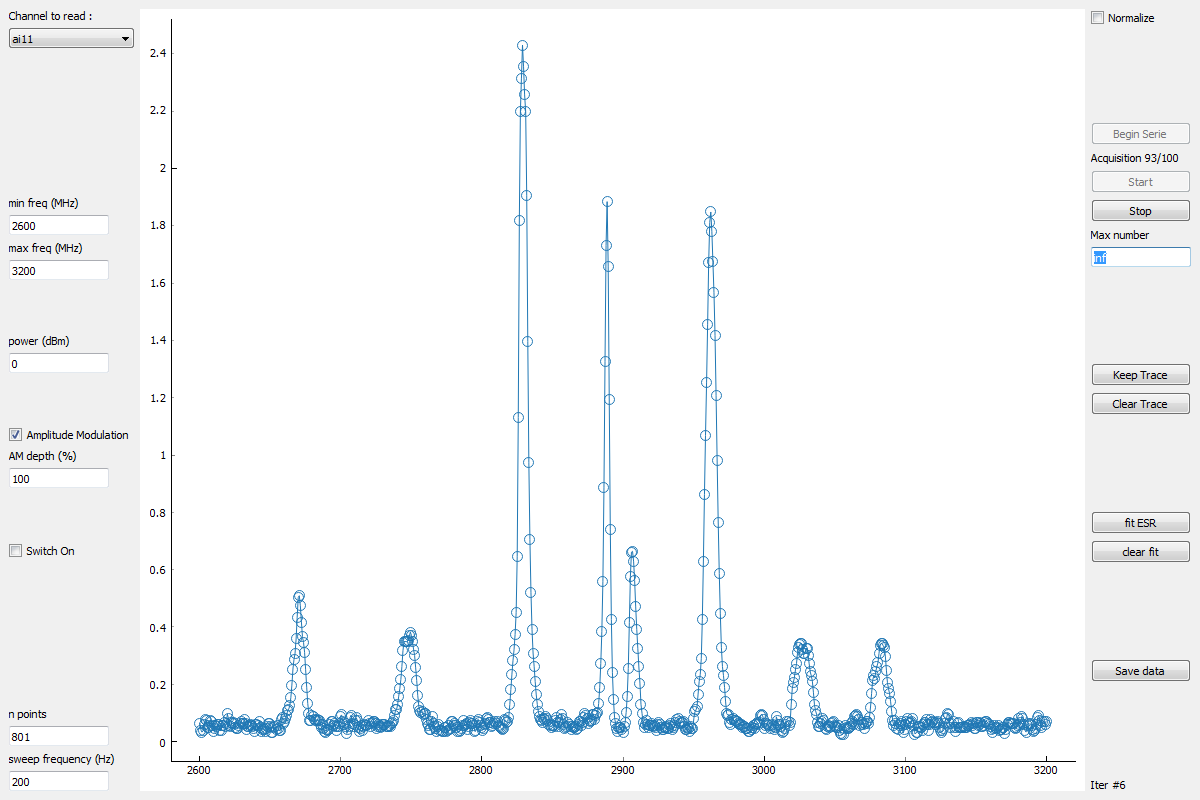 Channel to read :
ai11
min freq (MHz)
2600
max freq (MHz)
3200
power (dBm)
0
Amplitude Modulation
AM depth (%)
100
Switch On
n points
801
sweep frequency (Hz)
200
2.4
2.2
2
1.8
1.6
1.4
1.2
1
0.8
0.6
0.4
0.2
0
2600 2700 2800 2900 3000 3100 3200
Normalize
Begin Serie
Acquisition 93/100
Start
Stop
Max number
inf
Keep Trace
Clear Trace
fit ESR
clear fit
Save data
Iter #6